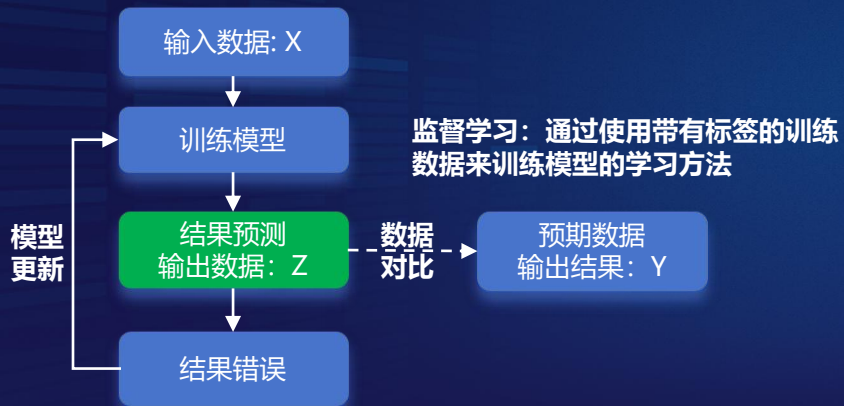 输入数据: X
训练模型
监督学习：通过使用带有标签的训练
数据来训练模型的学习方法
模型
更新
结果预测
输出数据：Z
数据
对比
预期数据
输出结果：Y
结果错误